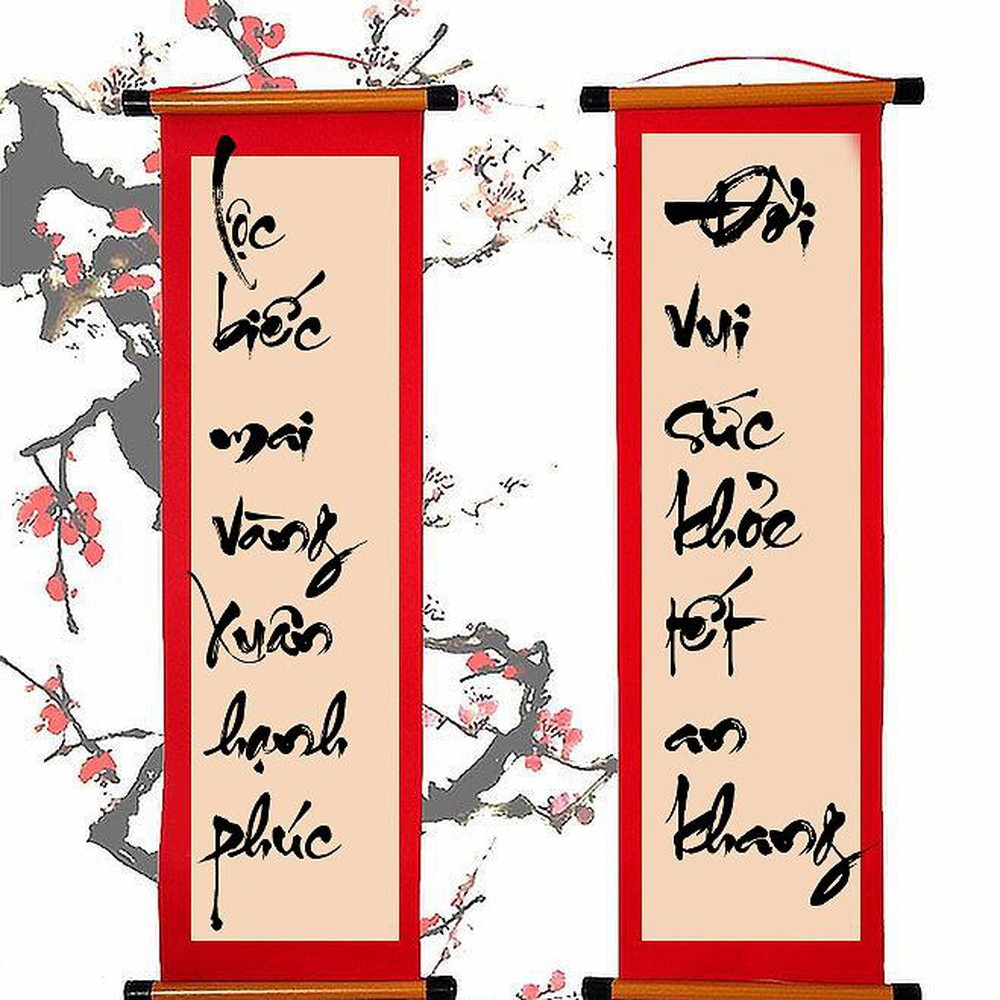 Lộc
biếc
mai
vàng
xuân
hạnh
phúc
Đời
vui
sức
khỏe
tết
an
khang